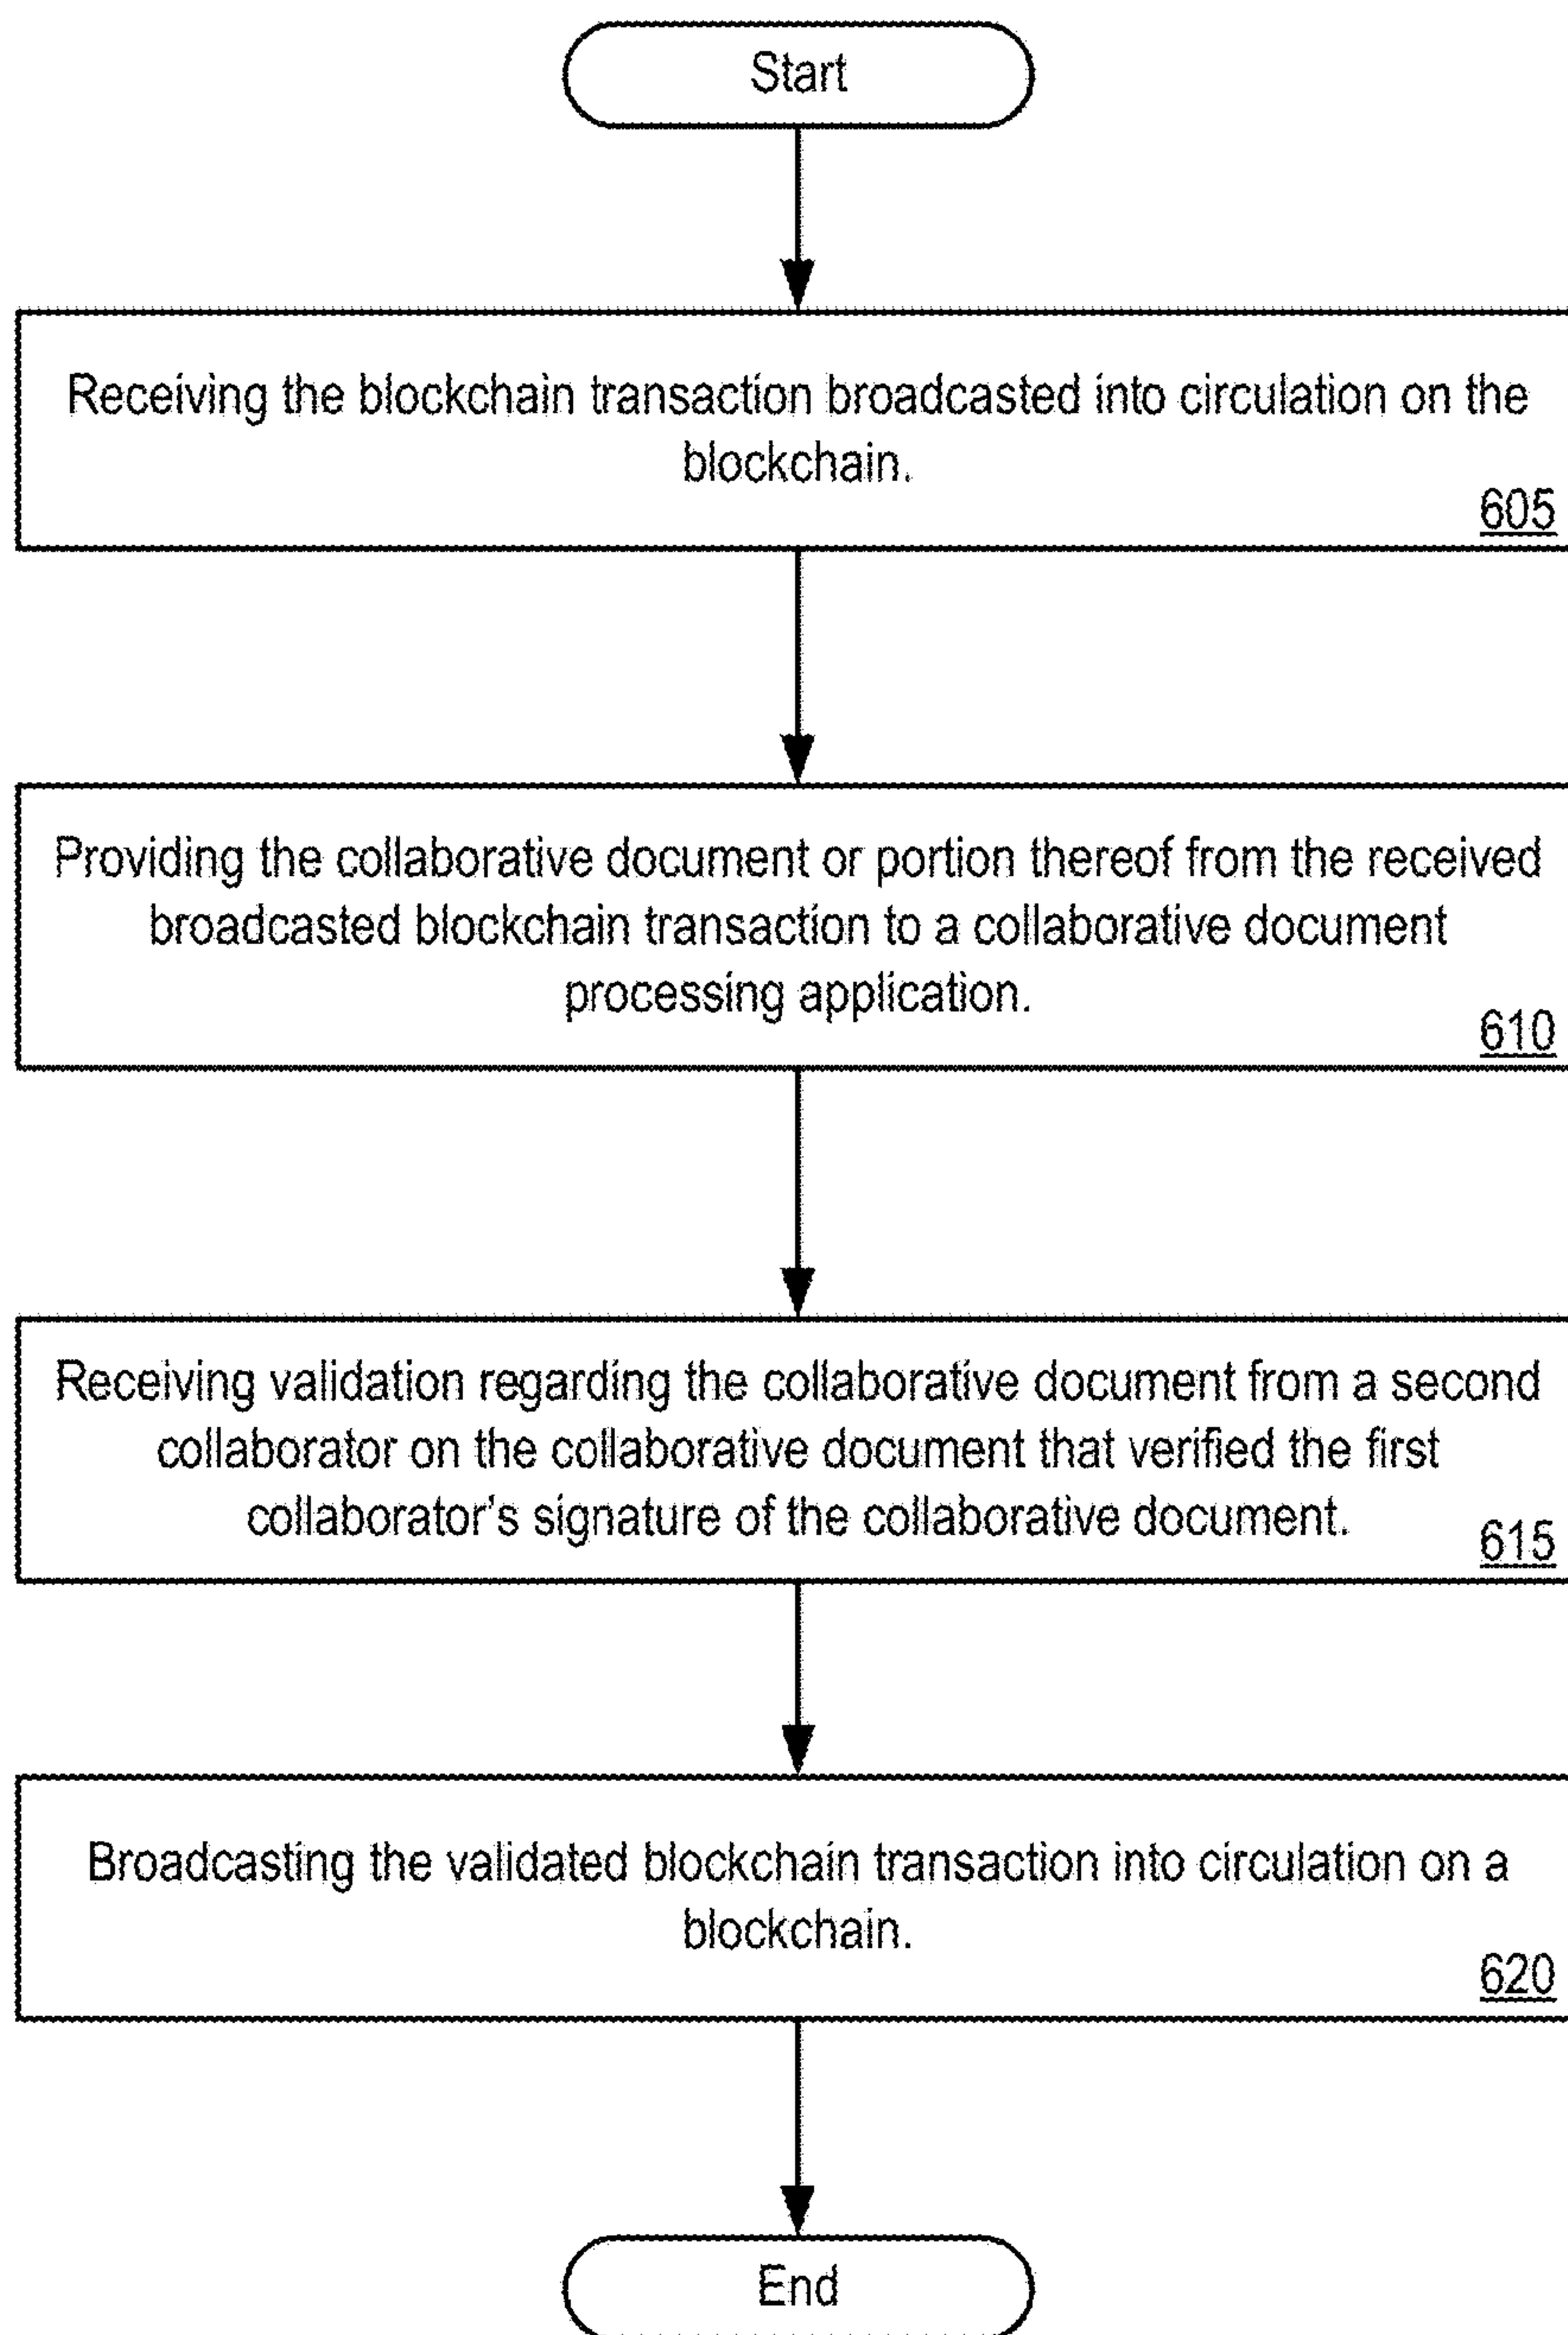 Start
Receiving the blockchain transaction broadcasted into circulation on the
blockchain.
605
Providing the collaborative document or portion thereof from the received
broadcasted blockchain transaction to a collaborative document
processing application.
610
Receiving validation regarding the collaborative document from a second
collaborator on the collaborative document that verified the first
collaborator's signature of the collaborative document.
615
Broadcasting the validated blockchain transaction into circulation on a
blockchain.
620
End